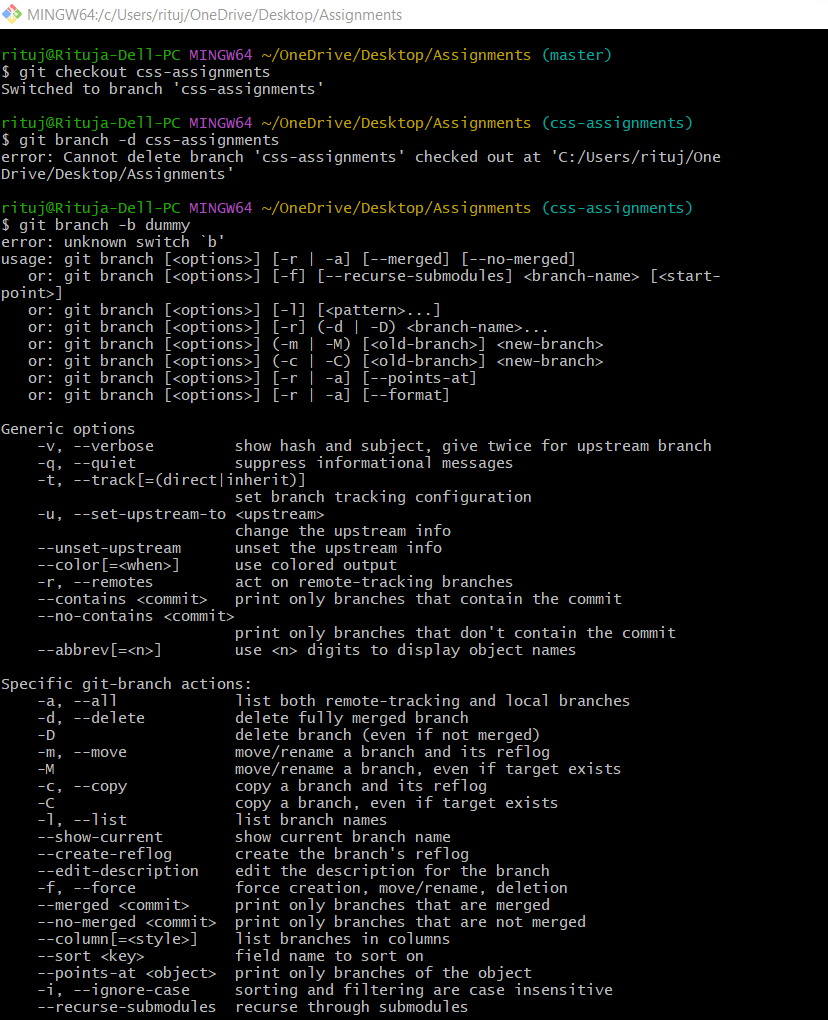 MINGW64:/c/Users/rituj/OneDrive/Desktop/Assignments
rituj@Rituja-Dell-PC MINGW64 ~/OneDrive/Desktop/Assignments (master)
$ git checkout css-assignments
Switched to branch 'css-assignments'
rituj@Rituja-Dell-PC MINGW64 ~/OneDrive/Desktop/Assignments (css-assignments)
$ git branch -d css-assignments
error: Cannot delete branch 'css-assignments' checked out at 'C:/Users/rituj/One
Drive/Desktop/Assignments'
rituj@Rituja-Dell-PC MINGW64 ~/OneDrive/Desktop/Assignments (css-assignments)
$ git branch -b dummy
error: unknown switch `b'
usage: git branch [<options>] [-r | -a] [--merged] [--no-merged]
   or: git branch [<options>] [-f] [--recurse-submodules] <branch-name> [<start-
point>]
   or: git branch [<options>] [-l] [<pattern>...]
   or: git branch [<options>] [-r] (-d | -D) <branch-name>...
   or: git branch [<options>] (-m | -M) [<old-branch>] <new-branch>
   or: git branch [<options>] (-c | -C) [<old-branch>] <new-branch>
   or: git branch [<options>] [-r | -a] [--points-at]
   or: git branch [<options>] [-r | -a] [--format]
Generic options
    -v, --verbose         show hash and subject, give twice for upstream branch
    -q, --quiet           suppress informational messages
    -t, --track[=(direct|inherit)]
                          set branch tracking configuration
    -u, --set-upstream-to <upstream>
                          change the upstream info
    --unset-upstream      unset the upstream info
    --color[=<when>]      use colored output
    -r, --remotes         act on remote-tracking branches
    --contains <commit>   print only branches that contain the commit
    --no-contains <commit>
                          print only branches that don't contain the commit
    --abbrev[=<n>]        use <n> digits to display object names
Specific git-branch actions:
    -a, --all             list both remote-tracking and local branches
    -d, --delete          delete fully merged branch
    -D                    delete branch (even if not merged)
    -m, --move            move/rename a branch and its reflog
    -M                    move/rename a branch, even if target exists
    -c, --copy            copy a branch and its reflog
    -C                    copy a branch, even if target exists
    -l, --list            list branch names
    --show-current        show current branch name
    --create-reflog       create the branch's reflog
    --edit-description    edit the description for the branch
    -f, --force           force creation, move/rename, deletion
    --merged <commit>     print only branches that are merged
    --no-merged <commit>  print only branches that are not merged
    --column[=<style>]    list branches in columns
    --sort <key>          field name to sort on
    --points-at <object>  print only branches of the object
    -i, --ignore-case     sorting and filtering are case insensitive
    --recurse-submodules  recurse through submodules